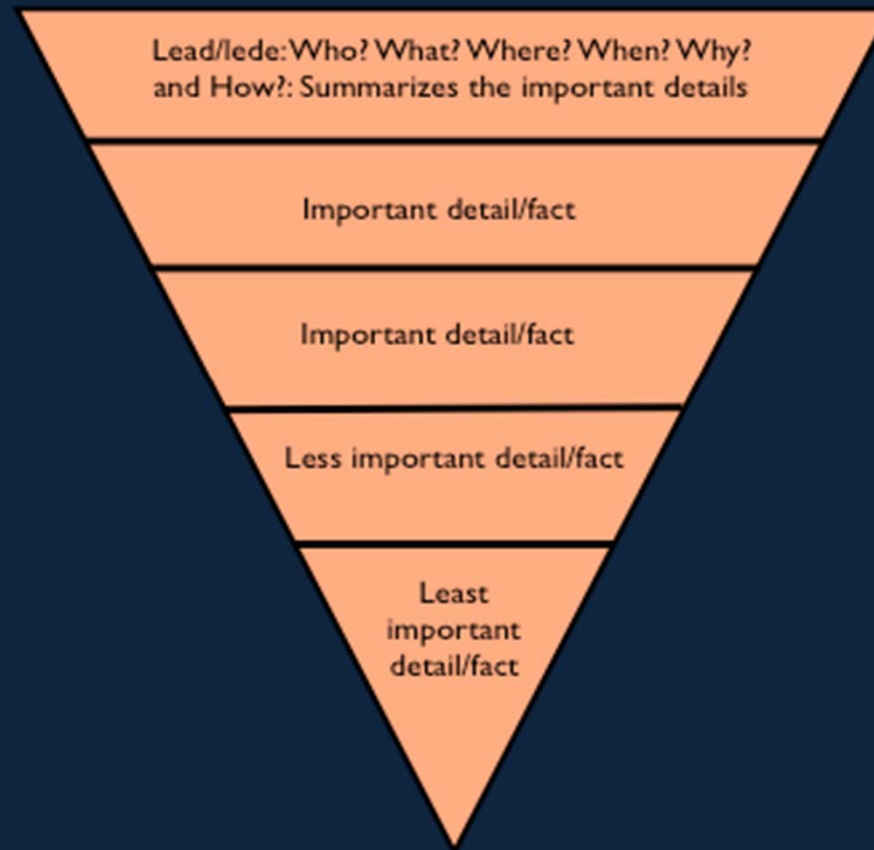 Lead/lede: Who? What? Where? When? Why?
and How?: Summarizes the important details
Important detail/fact
Important detail/fact
Less important detail/fact
Least
important
detail/fact